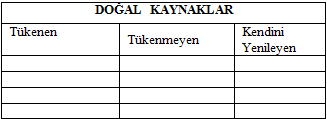 DOĞAL KAYNAKLAR
Tükenen
Tükenmeyen
Kendini
Yenileyen